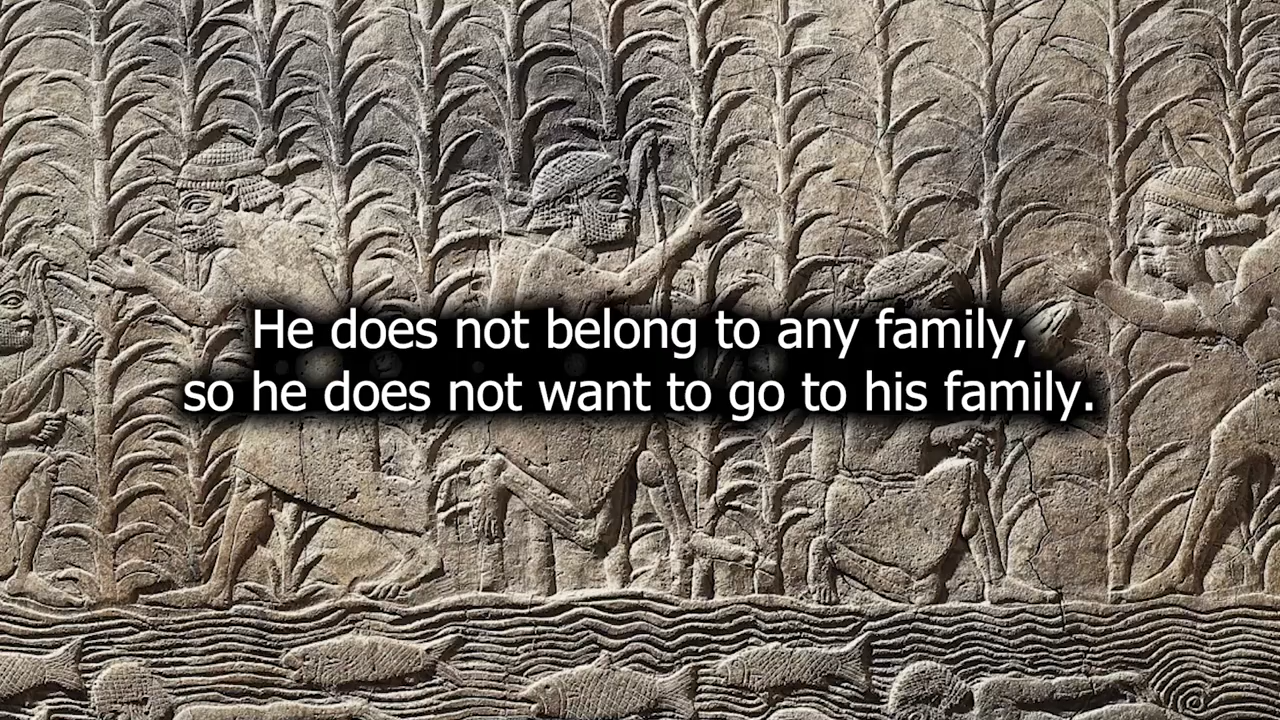 He does not belong to any family,
so he does not want to go to his family.